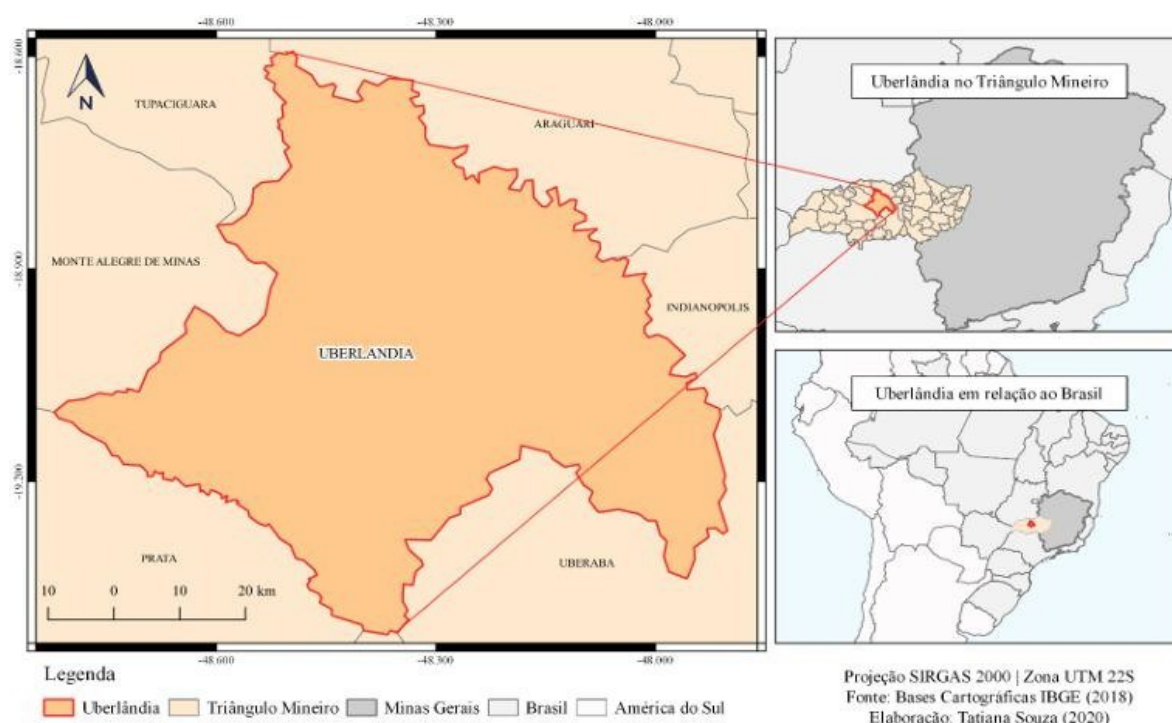 -48.600
-48.300
-48.000
-18.600
-18.900
-19.200
N
TUPACIGUARA
ARAGUARI
MONTE ALEGRE DE MINAS
INDIANOPOLIS
UBERLANDIA
PRATA
UBERABA
10 0 10 20 km
-48.600
-48.300
-48.000
Uberlândia no Triângulo Mineiro
Uberlândia em relação ao Brasil
Legenda
Uberlândia Triângulo Mineiro Minas Gerais Brasil América do Sul
Projeção SIRGAS 2000 | Zona UTM 22S
Fonte: Bases Cartográficas IBGE (2018)
Elaboração: Tatiana Souza (2020)